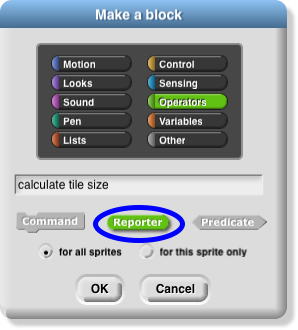 Make a block
Motion Control
Looks Sensing
Sound Operators
Pen Variables
Lists Other
calculate tile size
Command Reporter Predicate
for all sprites for this sprite only
OK Cancel